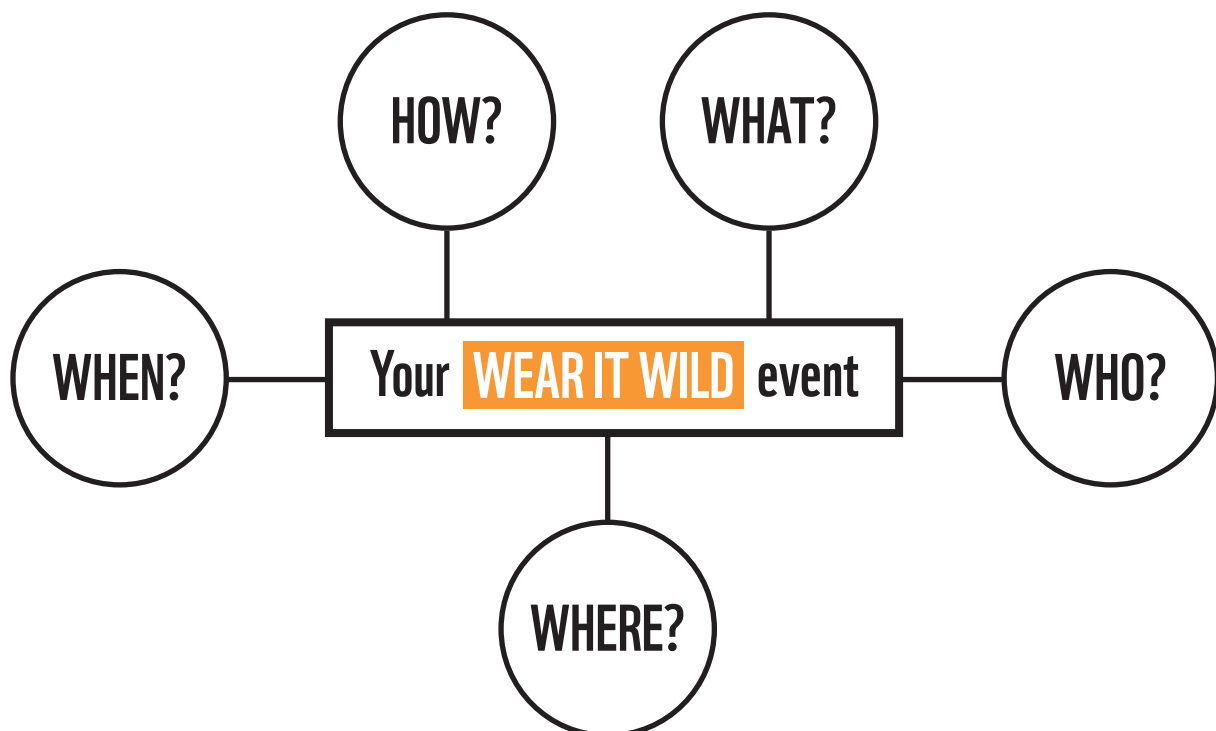 HOW?
WHAT?
WHEN?
Your WEAR IT WILD event
WHO?
WHERE?